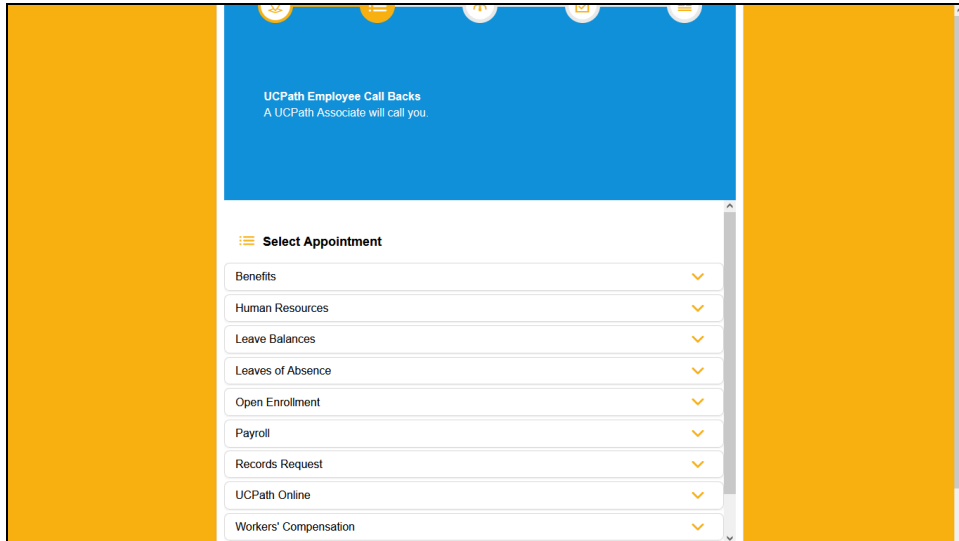 UCPath Employee Call Backs
A UCPath Associate will call you.
Select Appointment
Benefits
Human Resources
Leave Balances
Leaves of Absence
Open Enrollment
Payroll
Records Request
UCPath Online
Workers' Compensation